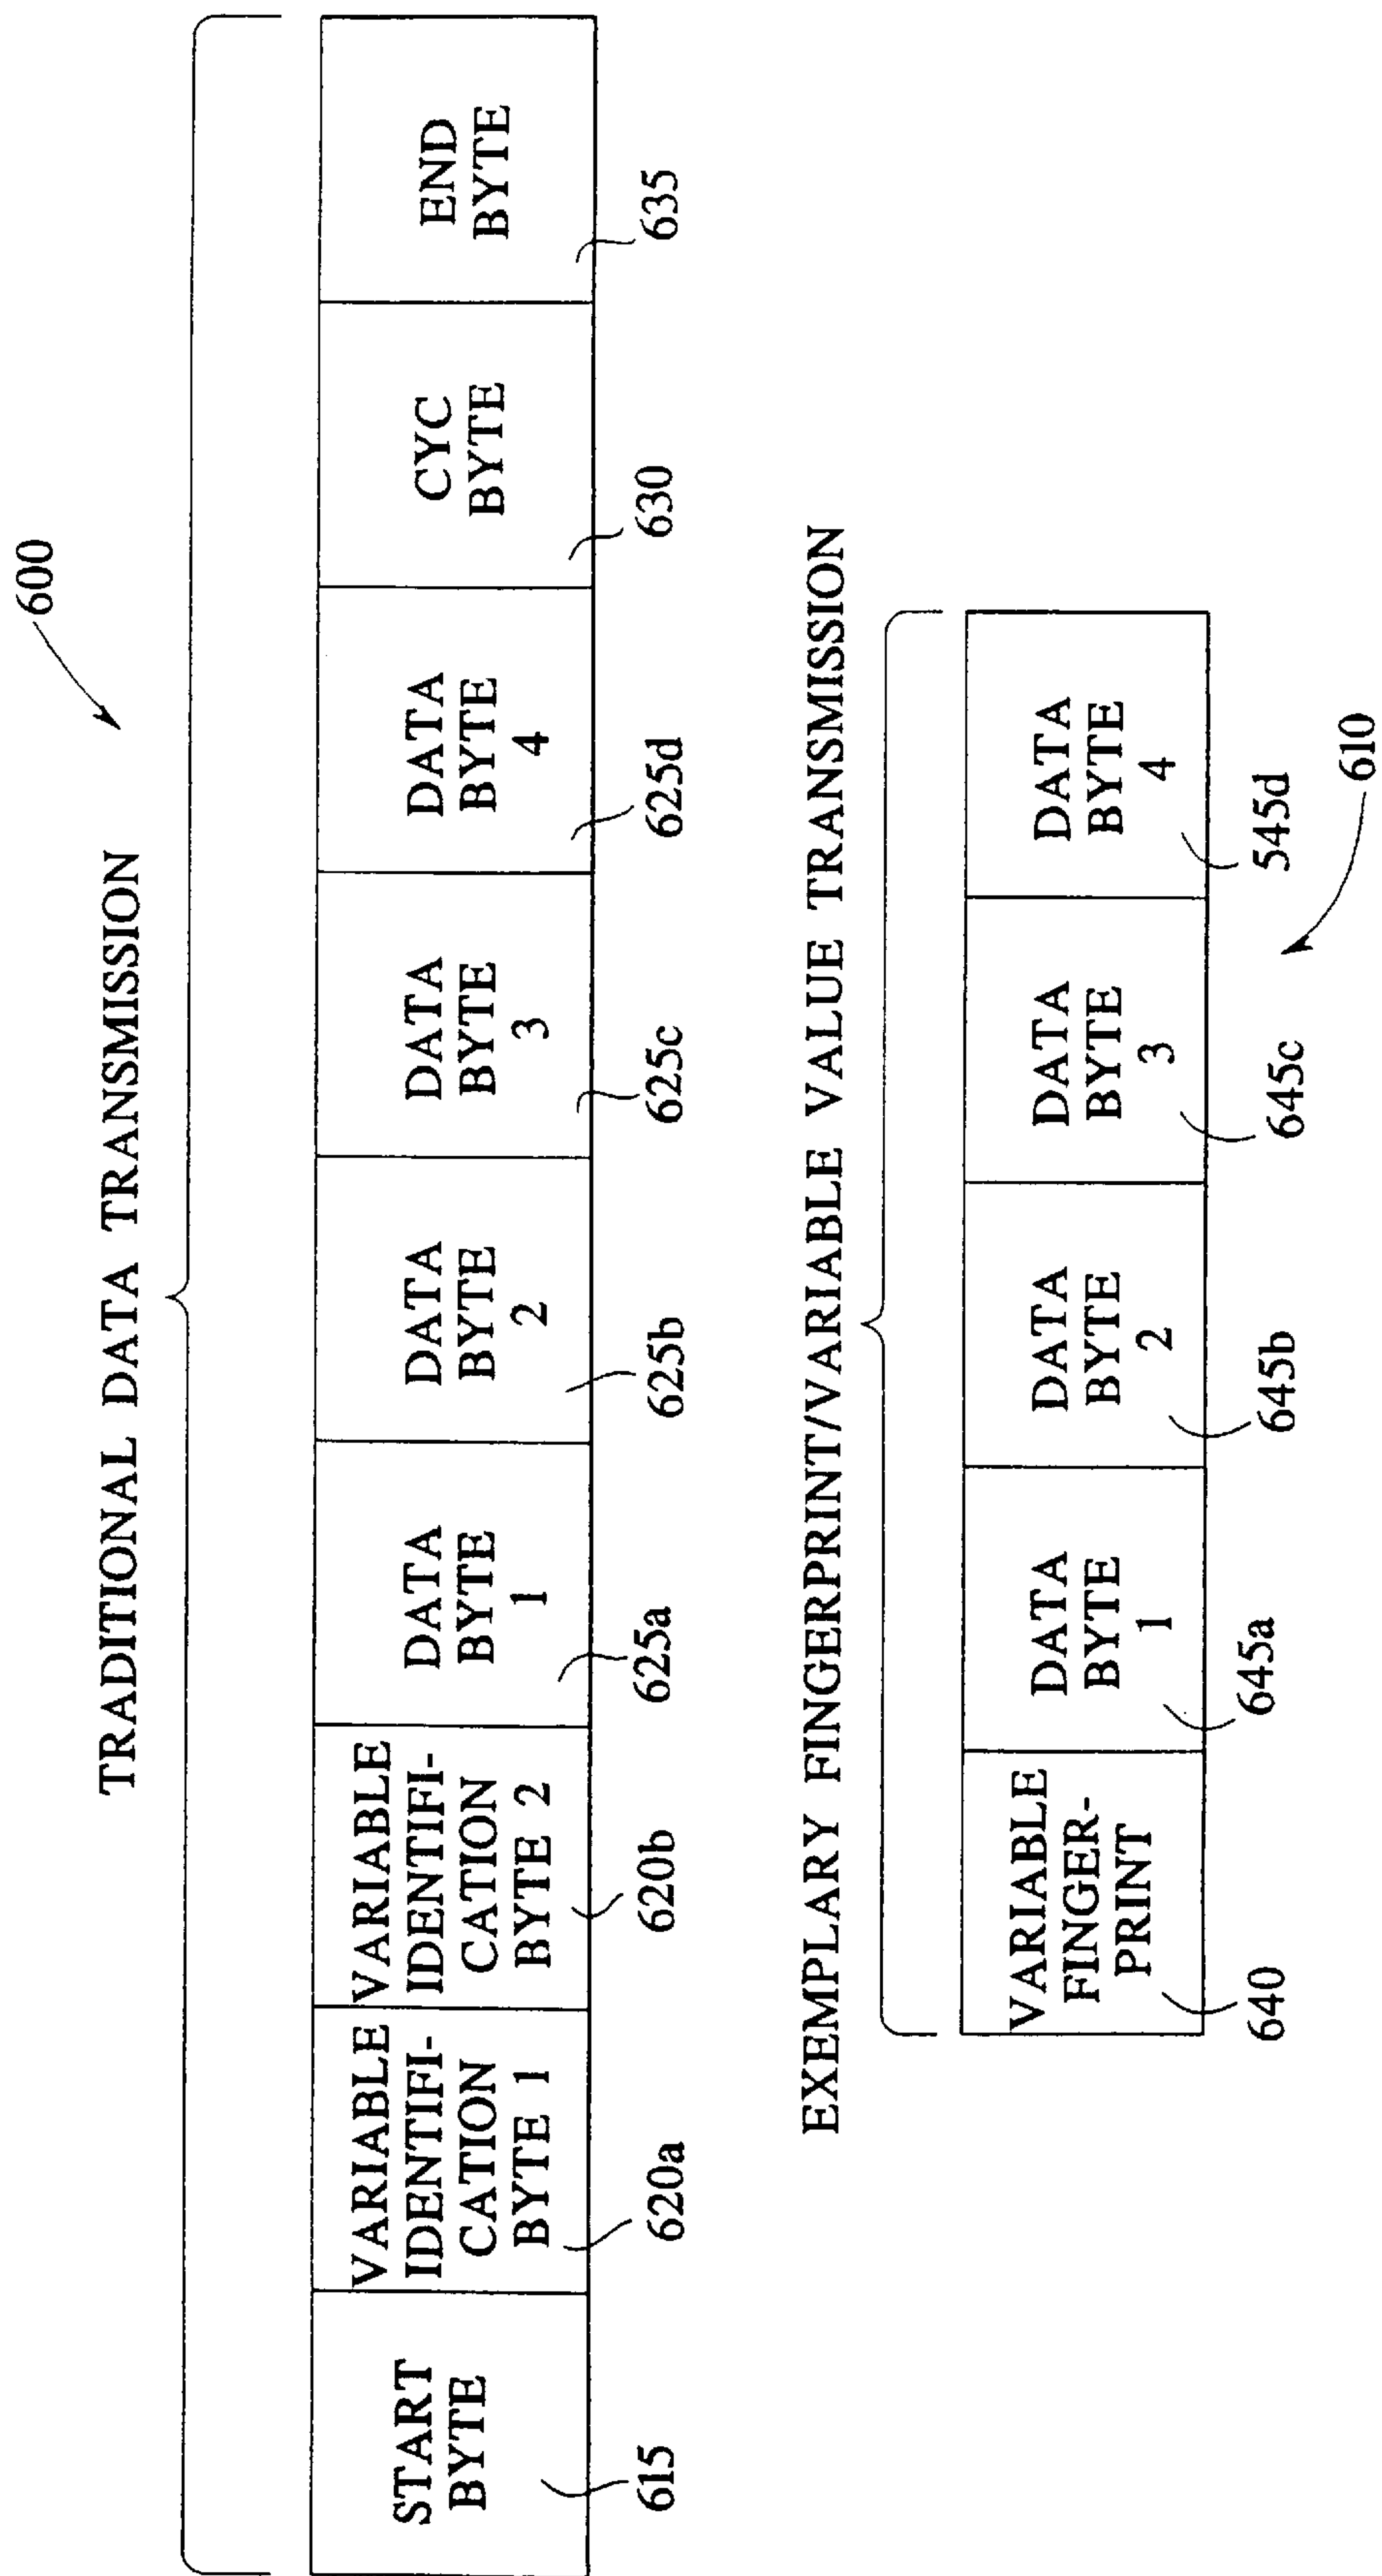 600
TRADITIONAL DATA TRANSMISSION
START
BYTE
VARIABLE
IDENTIFI-
CATION
BYTE 1
VARIABLE
IDENTIFI-
CATION
BYTE 2
DATA
BYTE
1
DATA
BYTE
2
DATA
BYTE
3
DATA
BYTE
4
CYC
BYTE
END
BYTE
615
620a
620b
625a
625b
625c
625d
630
635
EXEMPLARY FINGERPRINT/VARIABLE VALUE TRANSMISSION
VARIABLE
FINGER-
PRINT
DATA
BYTE
1
DATA
BYTE
2
DATA
BYTE
3
DATA
BYTE
4
640
645a
645b
645c
545d
610